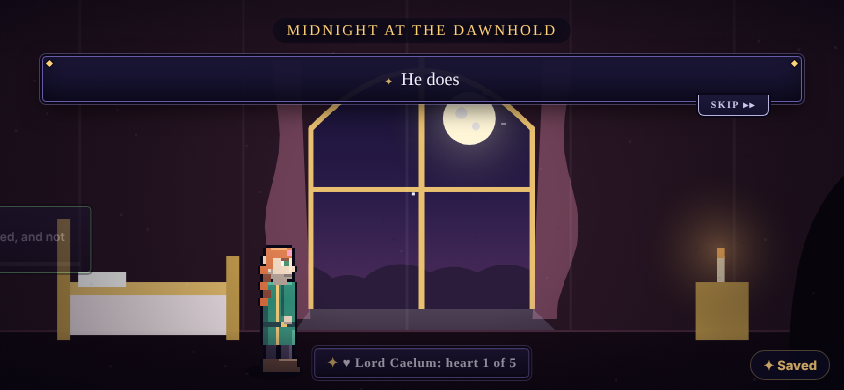 MIDNIGHT AT THE DAWNHOLD
✦ He does
SKIP ▸▸
ed, and not
✦ ♥ Lord Caelum: heart 1 of 5
✦ Saved